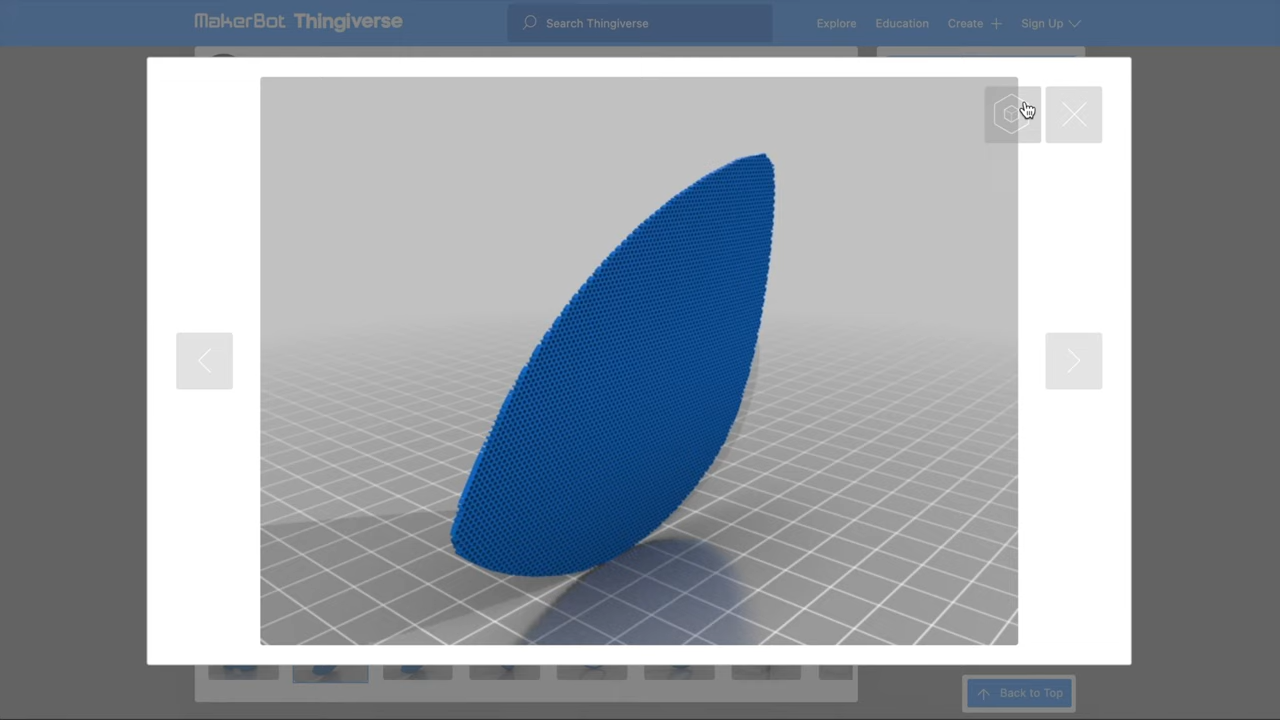 MakerBot Thingiverse
Search Thingiverse
Explore
Education
Create
Sign Up
Back to Top